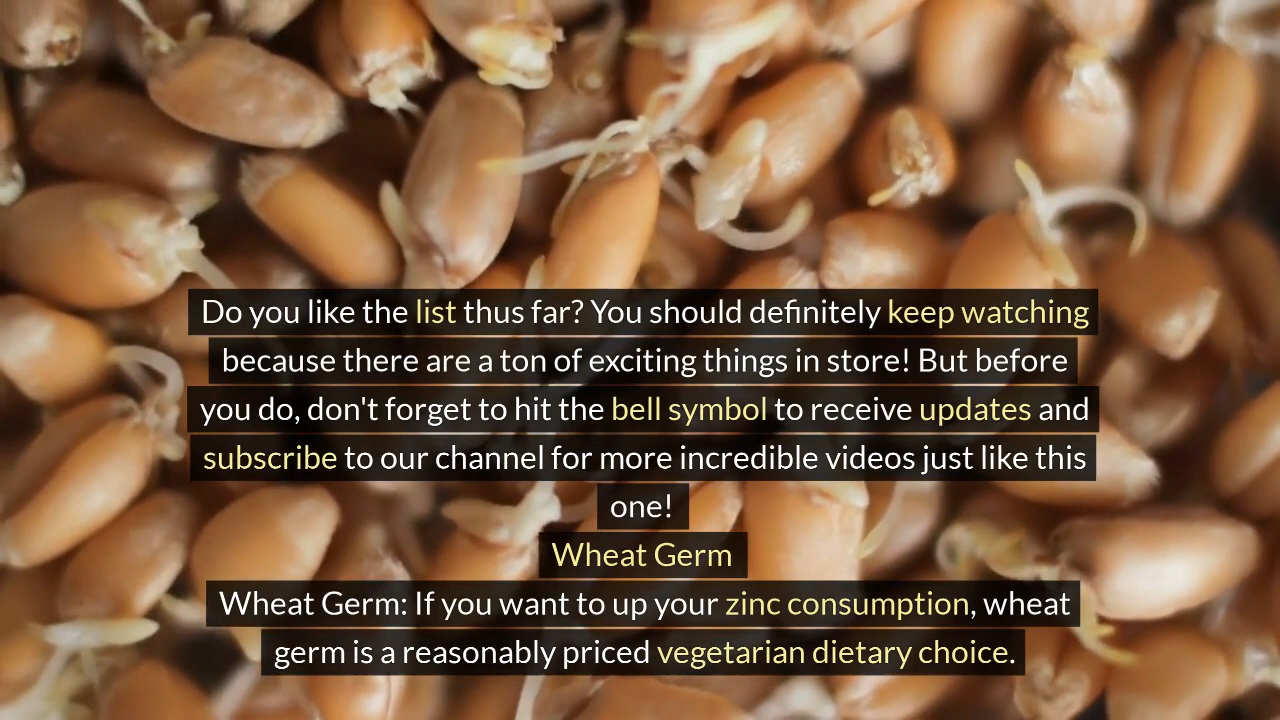 Do you like the list thus far? You should definitely keep watching
because there are a ton of exciting things in store! But before
you do, don't forget to hit the bell symbol to receive updates and
subscribe to our channel for more incredible videos just like this
one!
Wheat Germ
Wheat Germ: If you want to up your zinc consumption, wheat
germ is a reasonably priced vegetarian dietary choice.